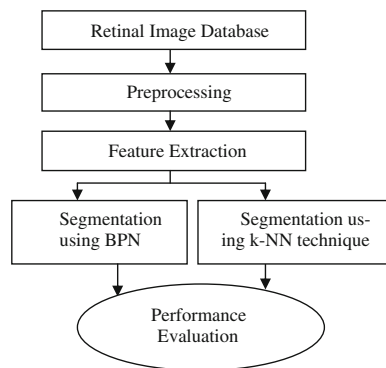 Retinal Image Database
Preprocessing
Feature Extraction
Segmentation
using BPN
Segmentation us-
ing k-NN technique
Performance
Evaluation